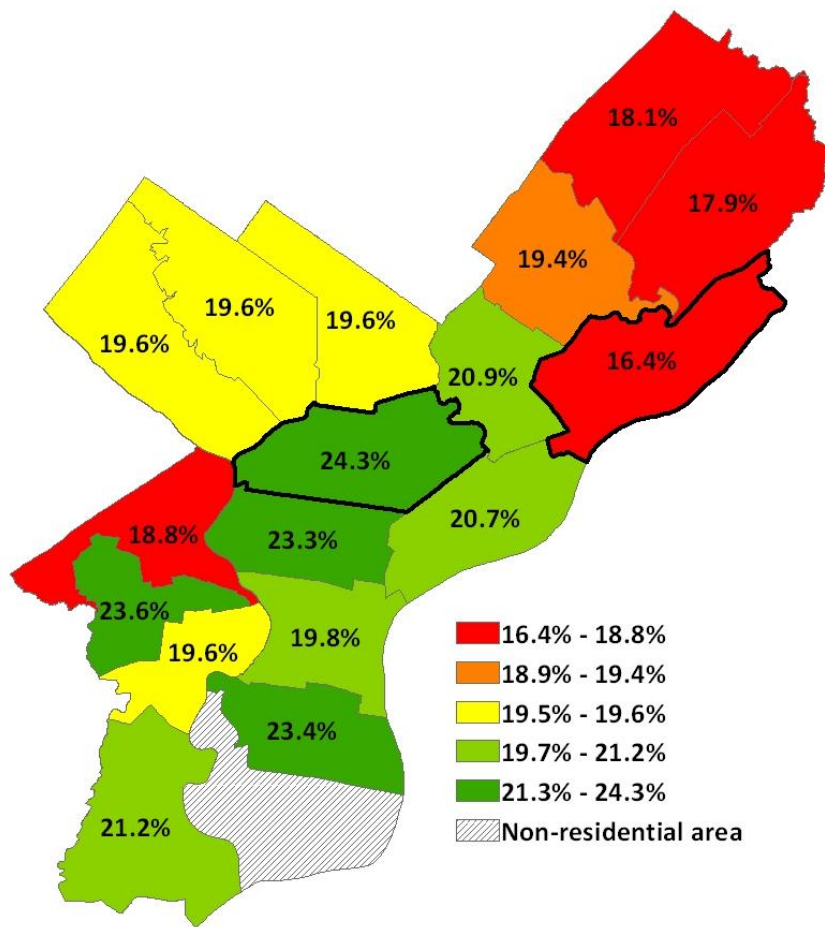 18.1%
17.9%
19.4%
19.6%
19.6%
19.6%
16.4%
20.9%
24.3%
20.7%
18.8%
23.3%
23.6%
19.8%
19.6%
23.4%
21.2%
16.4% - 18.8%
18.9% - 19.4%
19.5% - 19.6%
19.7% - 21.2%
21.3% - 24.3%
Non-residential area